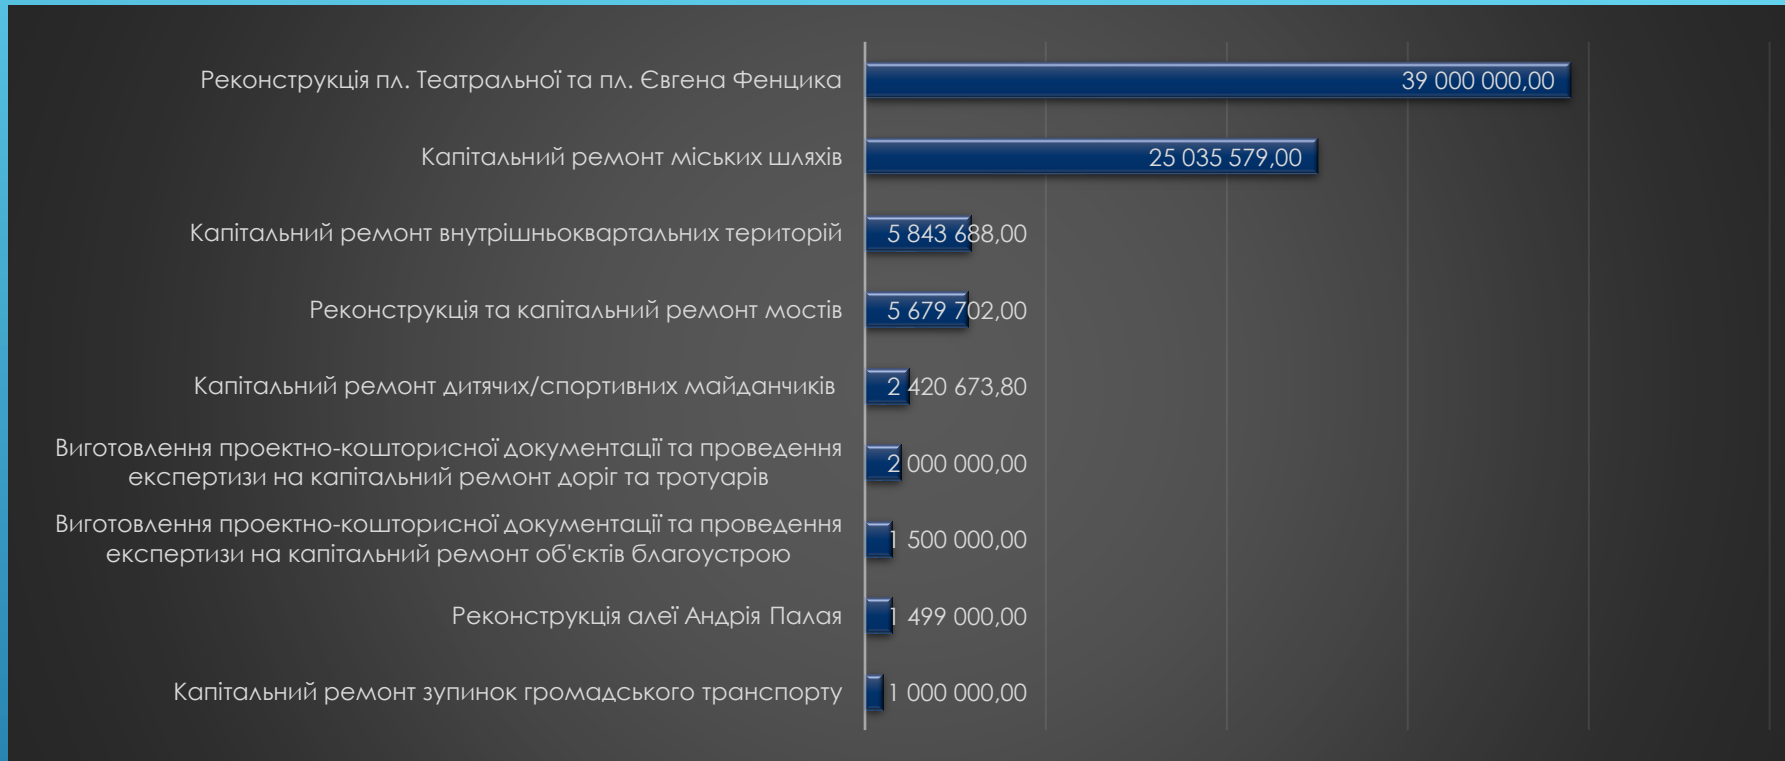 Реконструкція пл. Театральної та пл. Євгена Фенцика
39 000 000,00
Капітальний ремонт міських шляхів
25 035 579,00
Капітальний ремонт внутрішньоквартальних територій
5 843 688,00
Реконструкція та капітальний ремонт мостів
5 679 702,00
Капітальний ремонт дитячих/спортивних майданчиків
2 420 673,80
Виготовлення проектно-кошторисної документації та проведення
експертизи на капітальний ремонт доріг та тротуарів
2 000 000,00
Виготовлення проектно-кошторисної документації та проведення
експертизи на капітальний ремонт об'єктів благоустрою
1 500 000,00
Реконструкція алеї Андрія Палая
1 499 000,00
Капітальний ремонт зупинок громадського транспорту
1 000 000,00